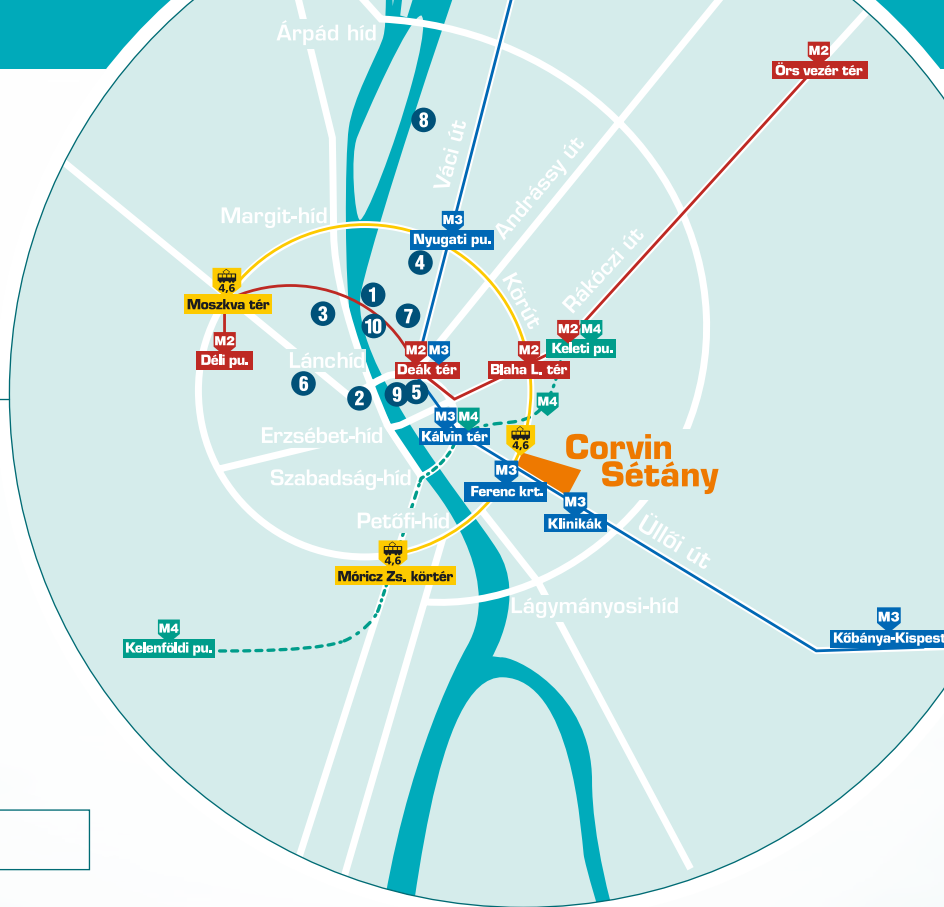 Árpád híd
M2
Örs vezér tér
8
Váci út
Andrássy út
Margit-híd
M3
Nyugati pu.
4
Körút
Rákóczi út
4,6
Moszkva tér
1
3
10
7
M2
Déli pu.
Lánchíd
M2 M3
Deák tér
M2
Blaha L. tér
M2 M4
Keleti pu.
6
2
9
5
M4
Erzsébet-híd
M3 M4
Kálvin tér
4,6
Corvin
Sétány
Szabadság-híd
M3
Ferenc krt.
M3
Klinikák
Petőfi-híd
Üllői út
4,6
Móricz Zs. körtér
Lágymányosi-híd
M4
Kelenföldi pu.
M3
Kőbánya-Kispest